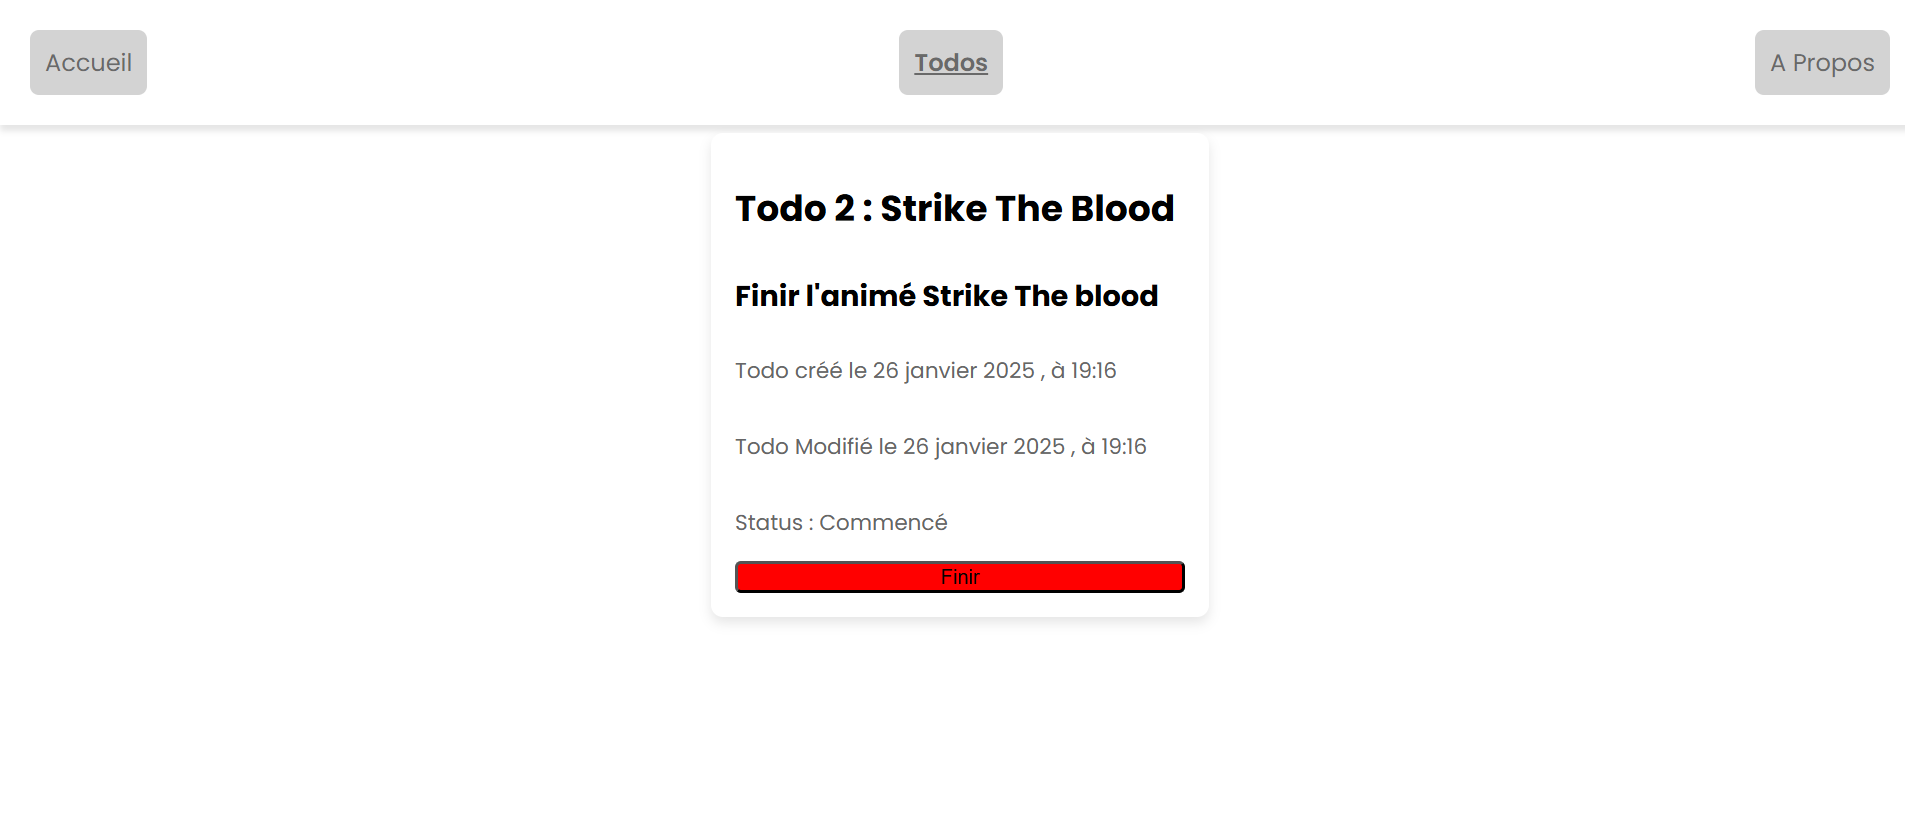 Accueil
Todos
A Propos
Todo 2 : Strike The Blood
Finir l'animé Strike The blood
Todo créé le 26 janvier 2025 , à 19:16
Todo Modifié le 26 janvier 2025 , à 19:16
Status : Commencé
Finir